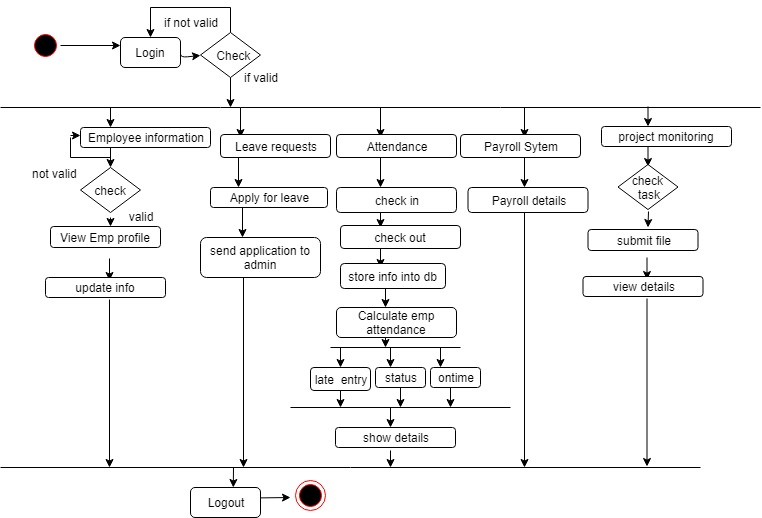 if not valid
Login
Check
if valid
Employee information
Leave requests
Attendance
Payroll Sytem
project monitoring
not valid
check
valid
View Emp profile
update info
Apply for leave
send application to
admin
check in
check out
store info into db
Calculate emp
attendance
late entry
status
ontime
show details
Payroll details
check
task
submit file
view details
Logout